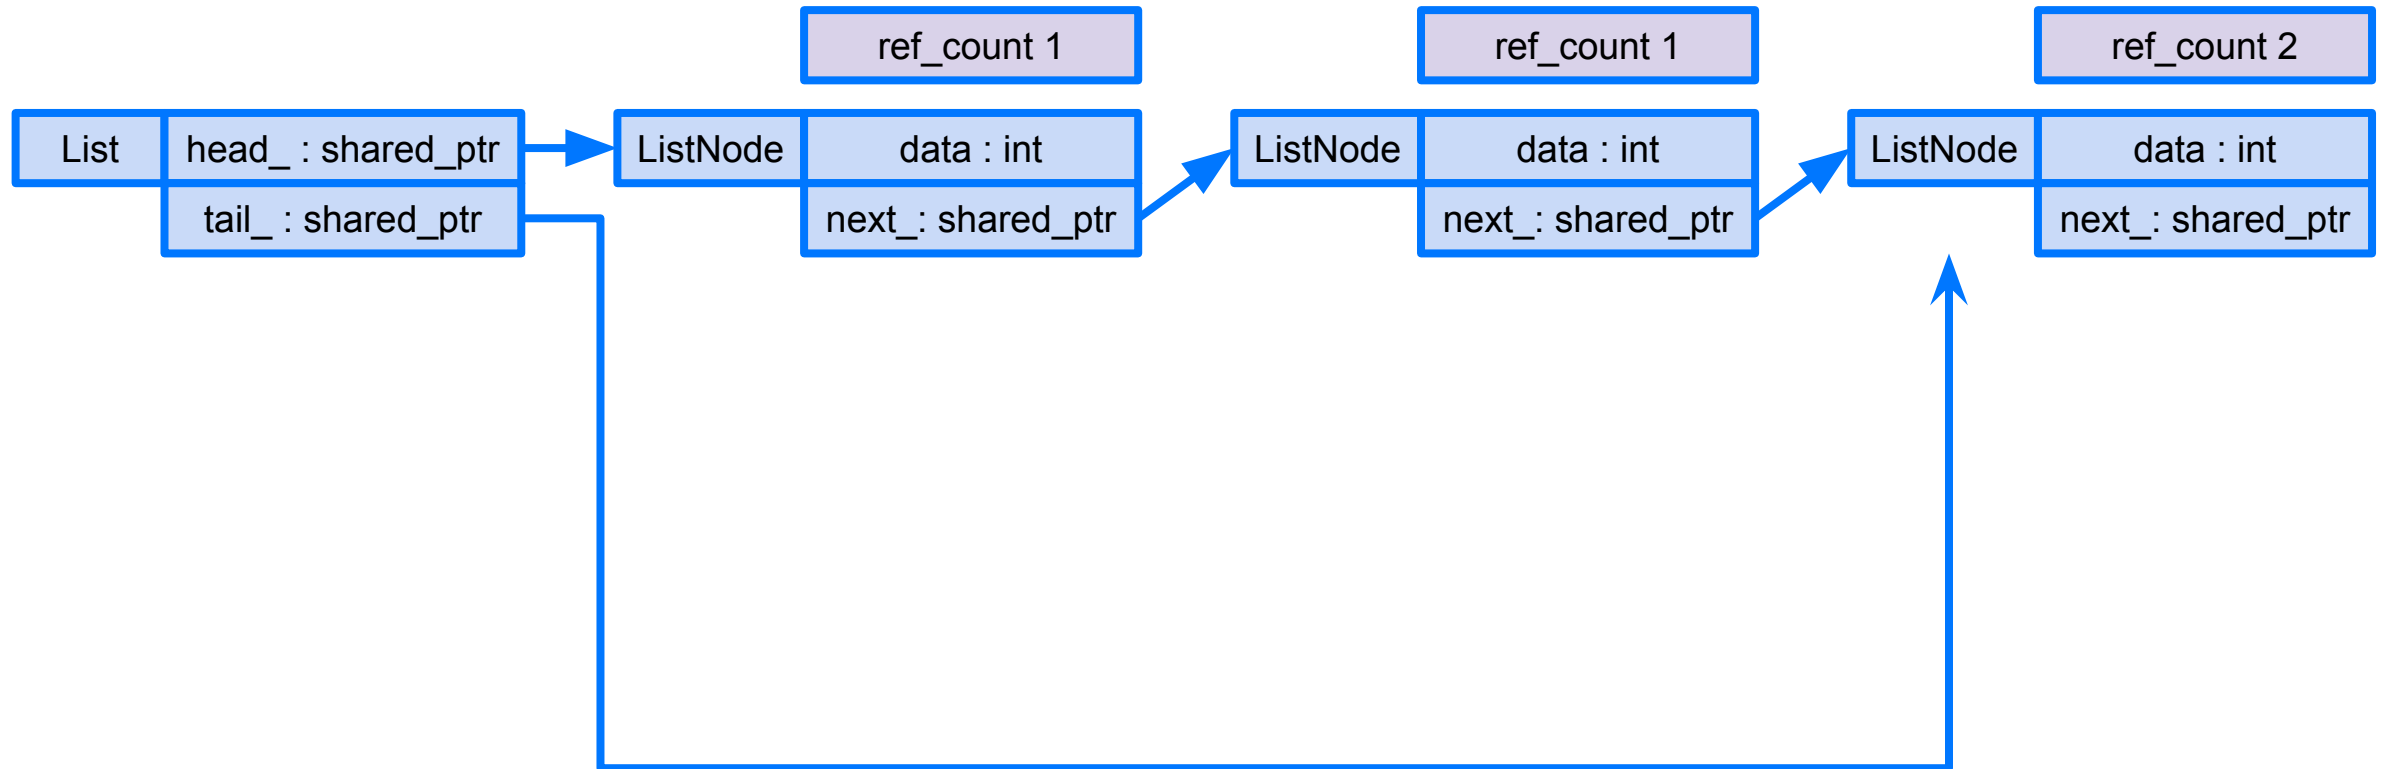 ref_count 1
ref_count 1
ref_count 2
List
head_ : shared_ptr
tail_ : shared_ptr
ListNode
data : int
next_: shared_ptr
ListNode
data : int
next_: shared_ptr
ListNode
data : int
next_: shared_ptr